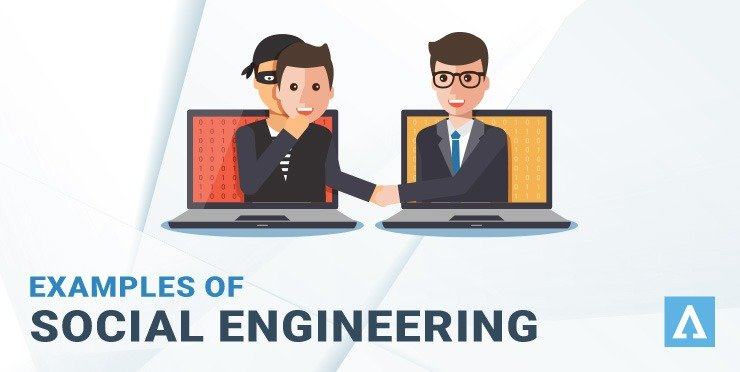 EXAMPLES OF
SOCIAL ENGINEERING